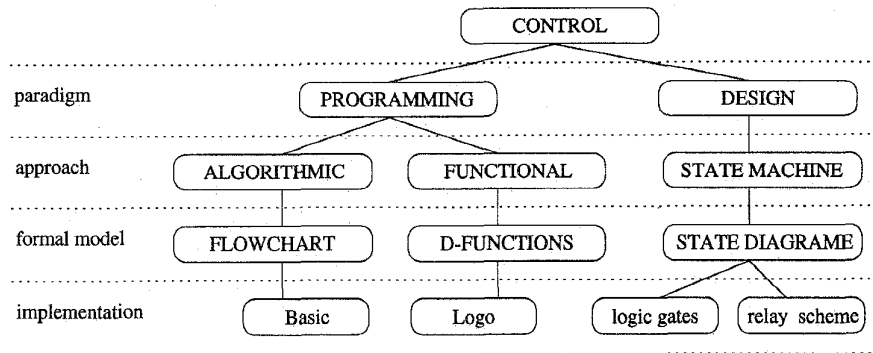 CONTROL
paradigm PROGRAMMING DESIGN
approach ALGORITHMIC FUNCTIONAL STATE MACHINE
formal model FLOWCHART D-FUNCTIONS STATE DIAGRAME
implementation Basic Logo logic gates relay scheme